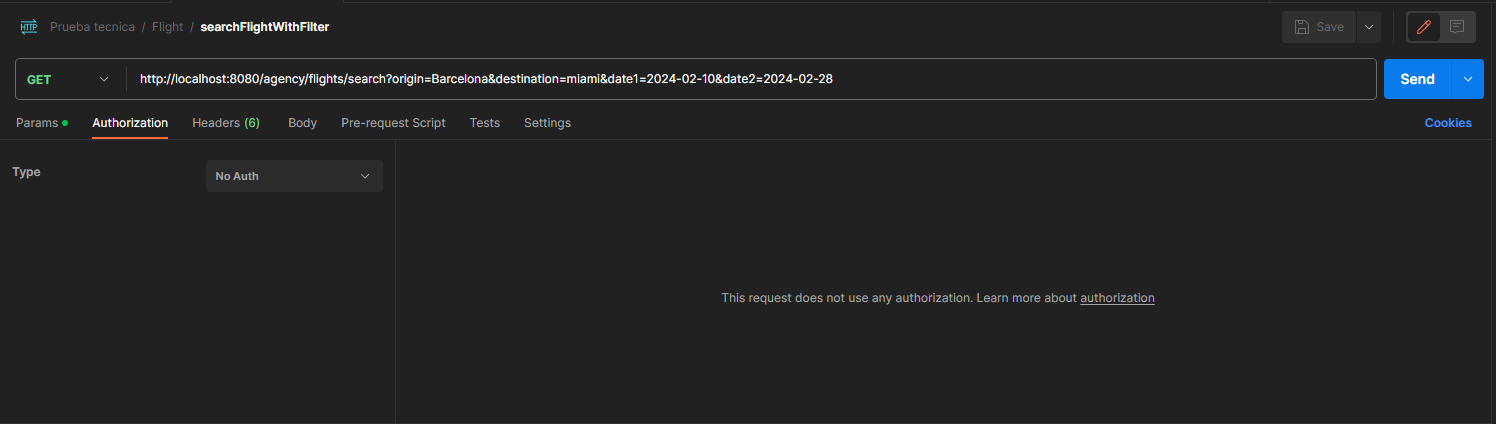 HTTP Prueba tecnica / Flight / searchFlightWithFilter Save
GET http://localhost:8080/agency/flights/search?origin=Barcelona&destination=miami&date1=2024-02-10&date2=2024-02-28 Send
Params Authorization Headers (6) Body Pre-request Script Tests Settings Cookies
Type No Auth
This request does not use any authorization. Learn more about authorization